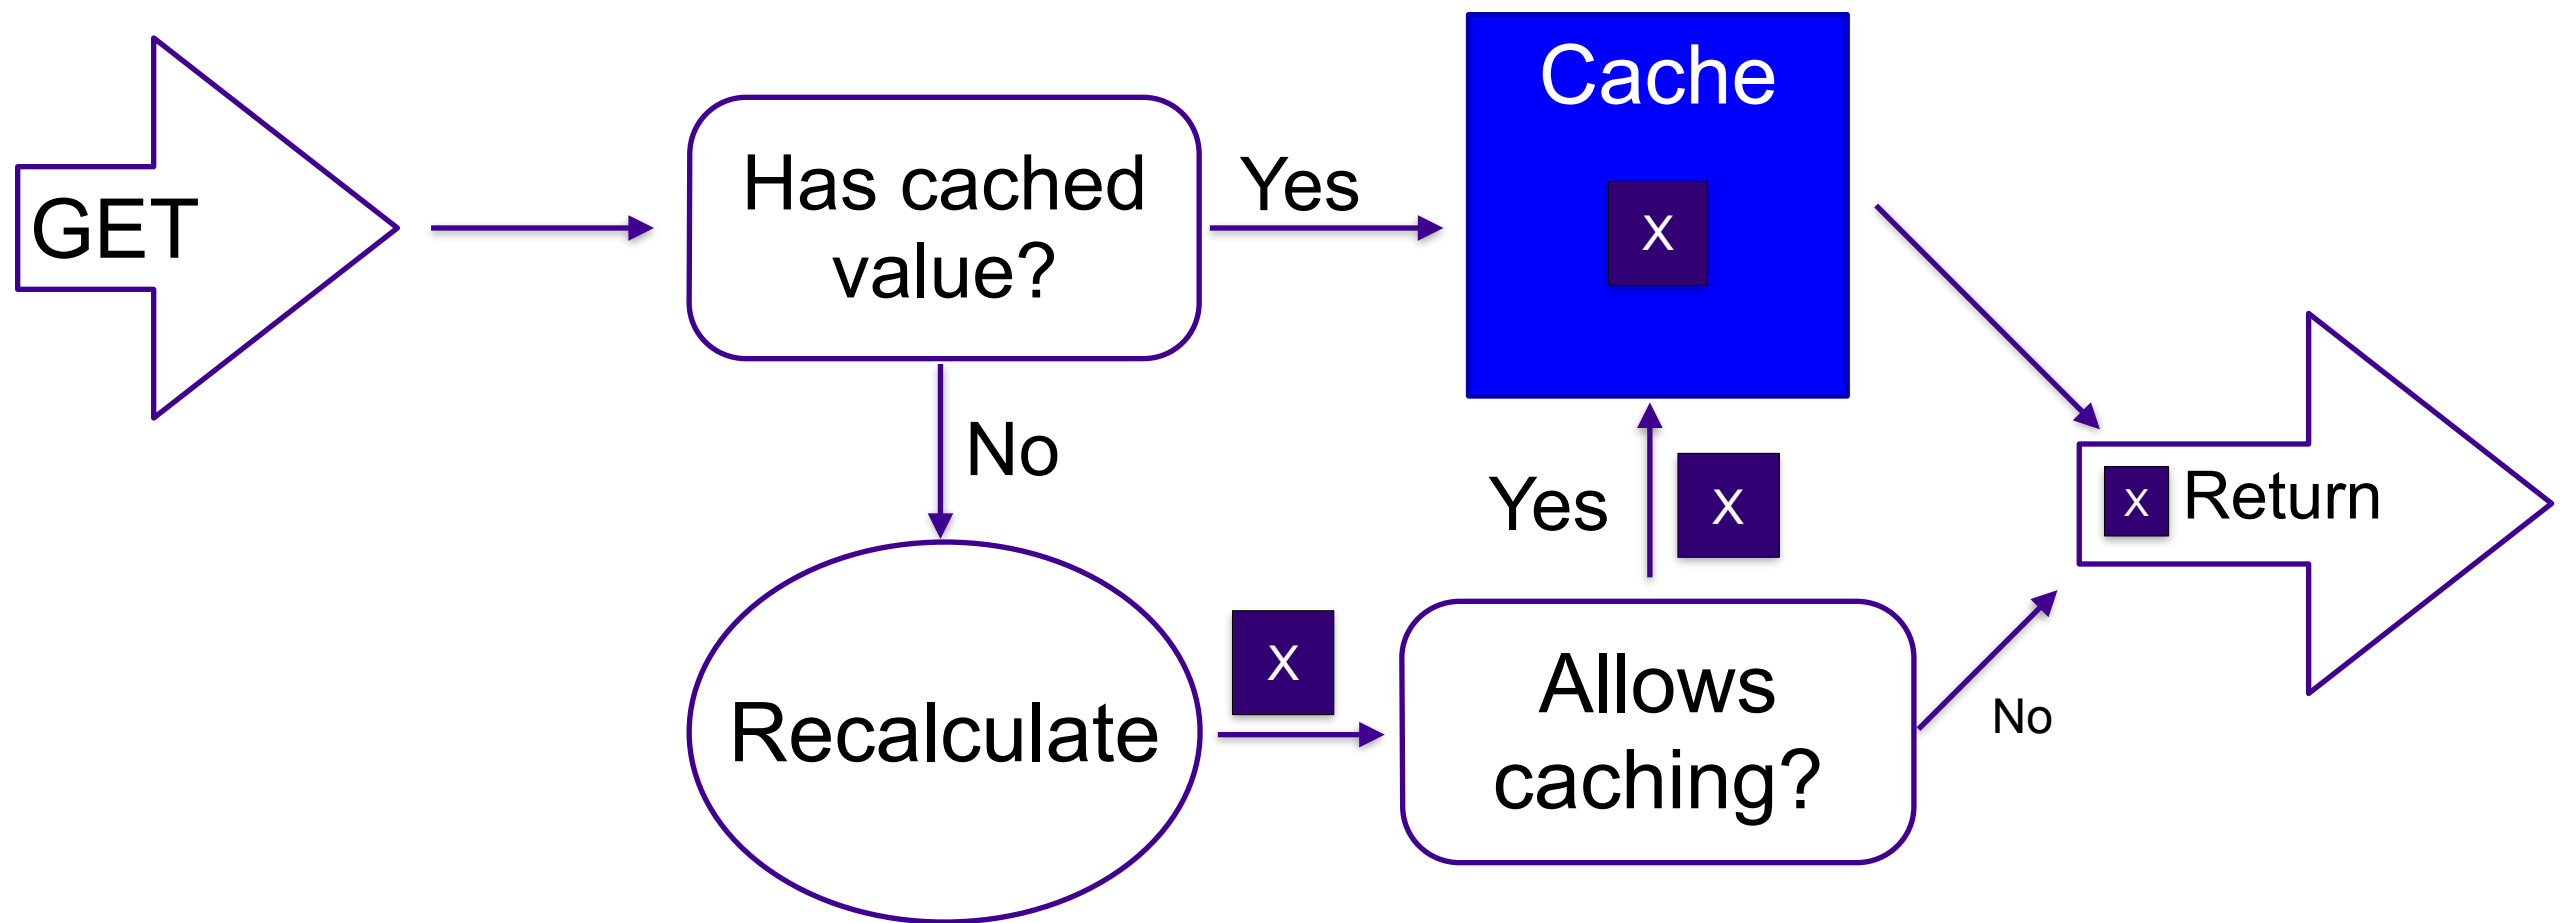 Cache
Has cached
value?
Yes
GET
X
No
Yes
X
X
Return
X
Recalculate
Allows
caching?
No